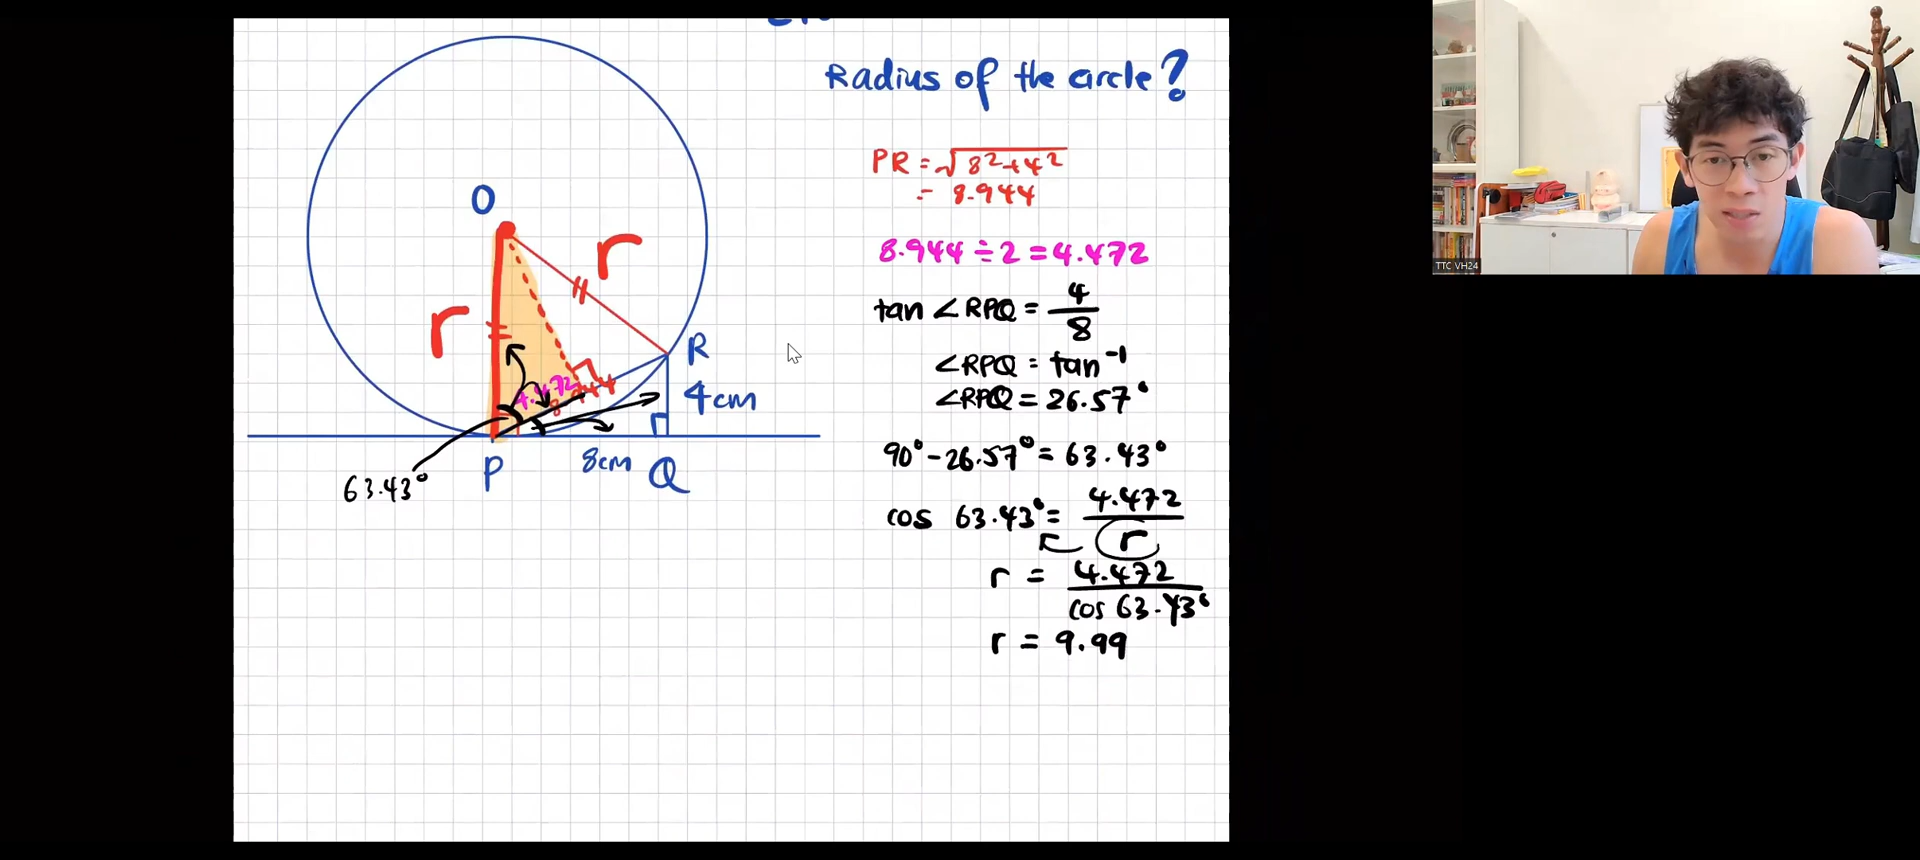 Radius of the circle?
PR = √8²+4²
= 8.944
8.944 ÷ 2 = 4.472
tan ∠RPQ = 4/8
∠RPQ = tan⁻¹
∠RPQ = 26.57°
90° - 26.57° = 63.43°
cos 63.43° = 4.472/r
r = 4.472/cos 63.43°
r = 9.99
O
r
r
R
4.472
4cm
P
8cm
Q
63.43°
TTC VH24